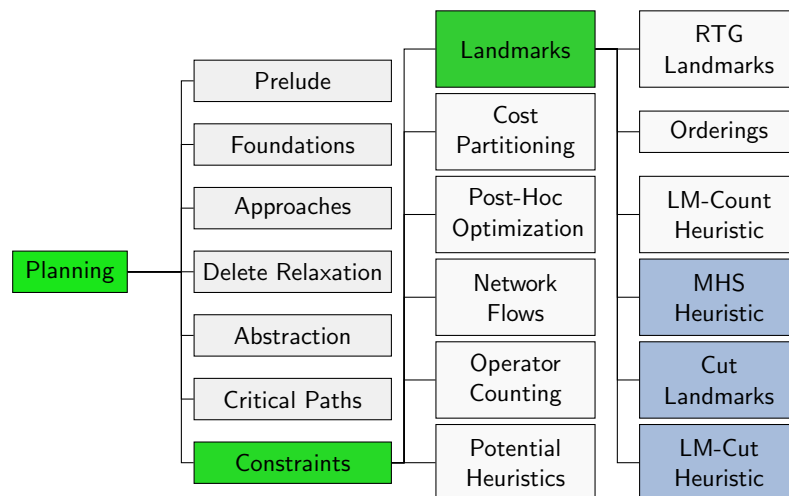 Planning
Prelude
Foundations
Approaches
Delete Relaxation
Abstraction
Critical Paths
Constraints
Landmarks
Cost
Partitioning
Post-Hoc
Optimization
Network
Flows
Operator
Counting
Potential
Heuristics
RTG
Landmarks
Orderings
LM-Count
Heuristic
MHS
Heuristic
Cut
Landmarks
LM-Cut
Heuristic